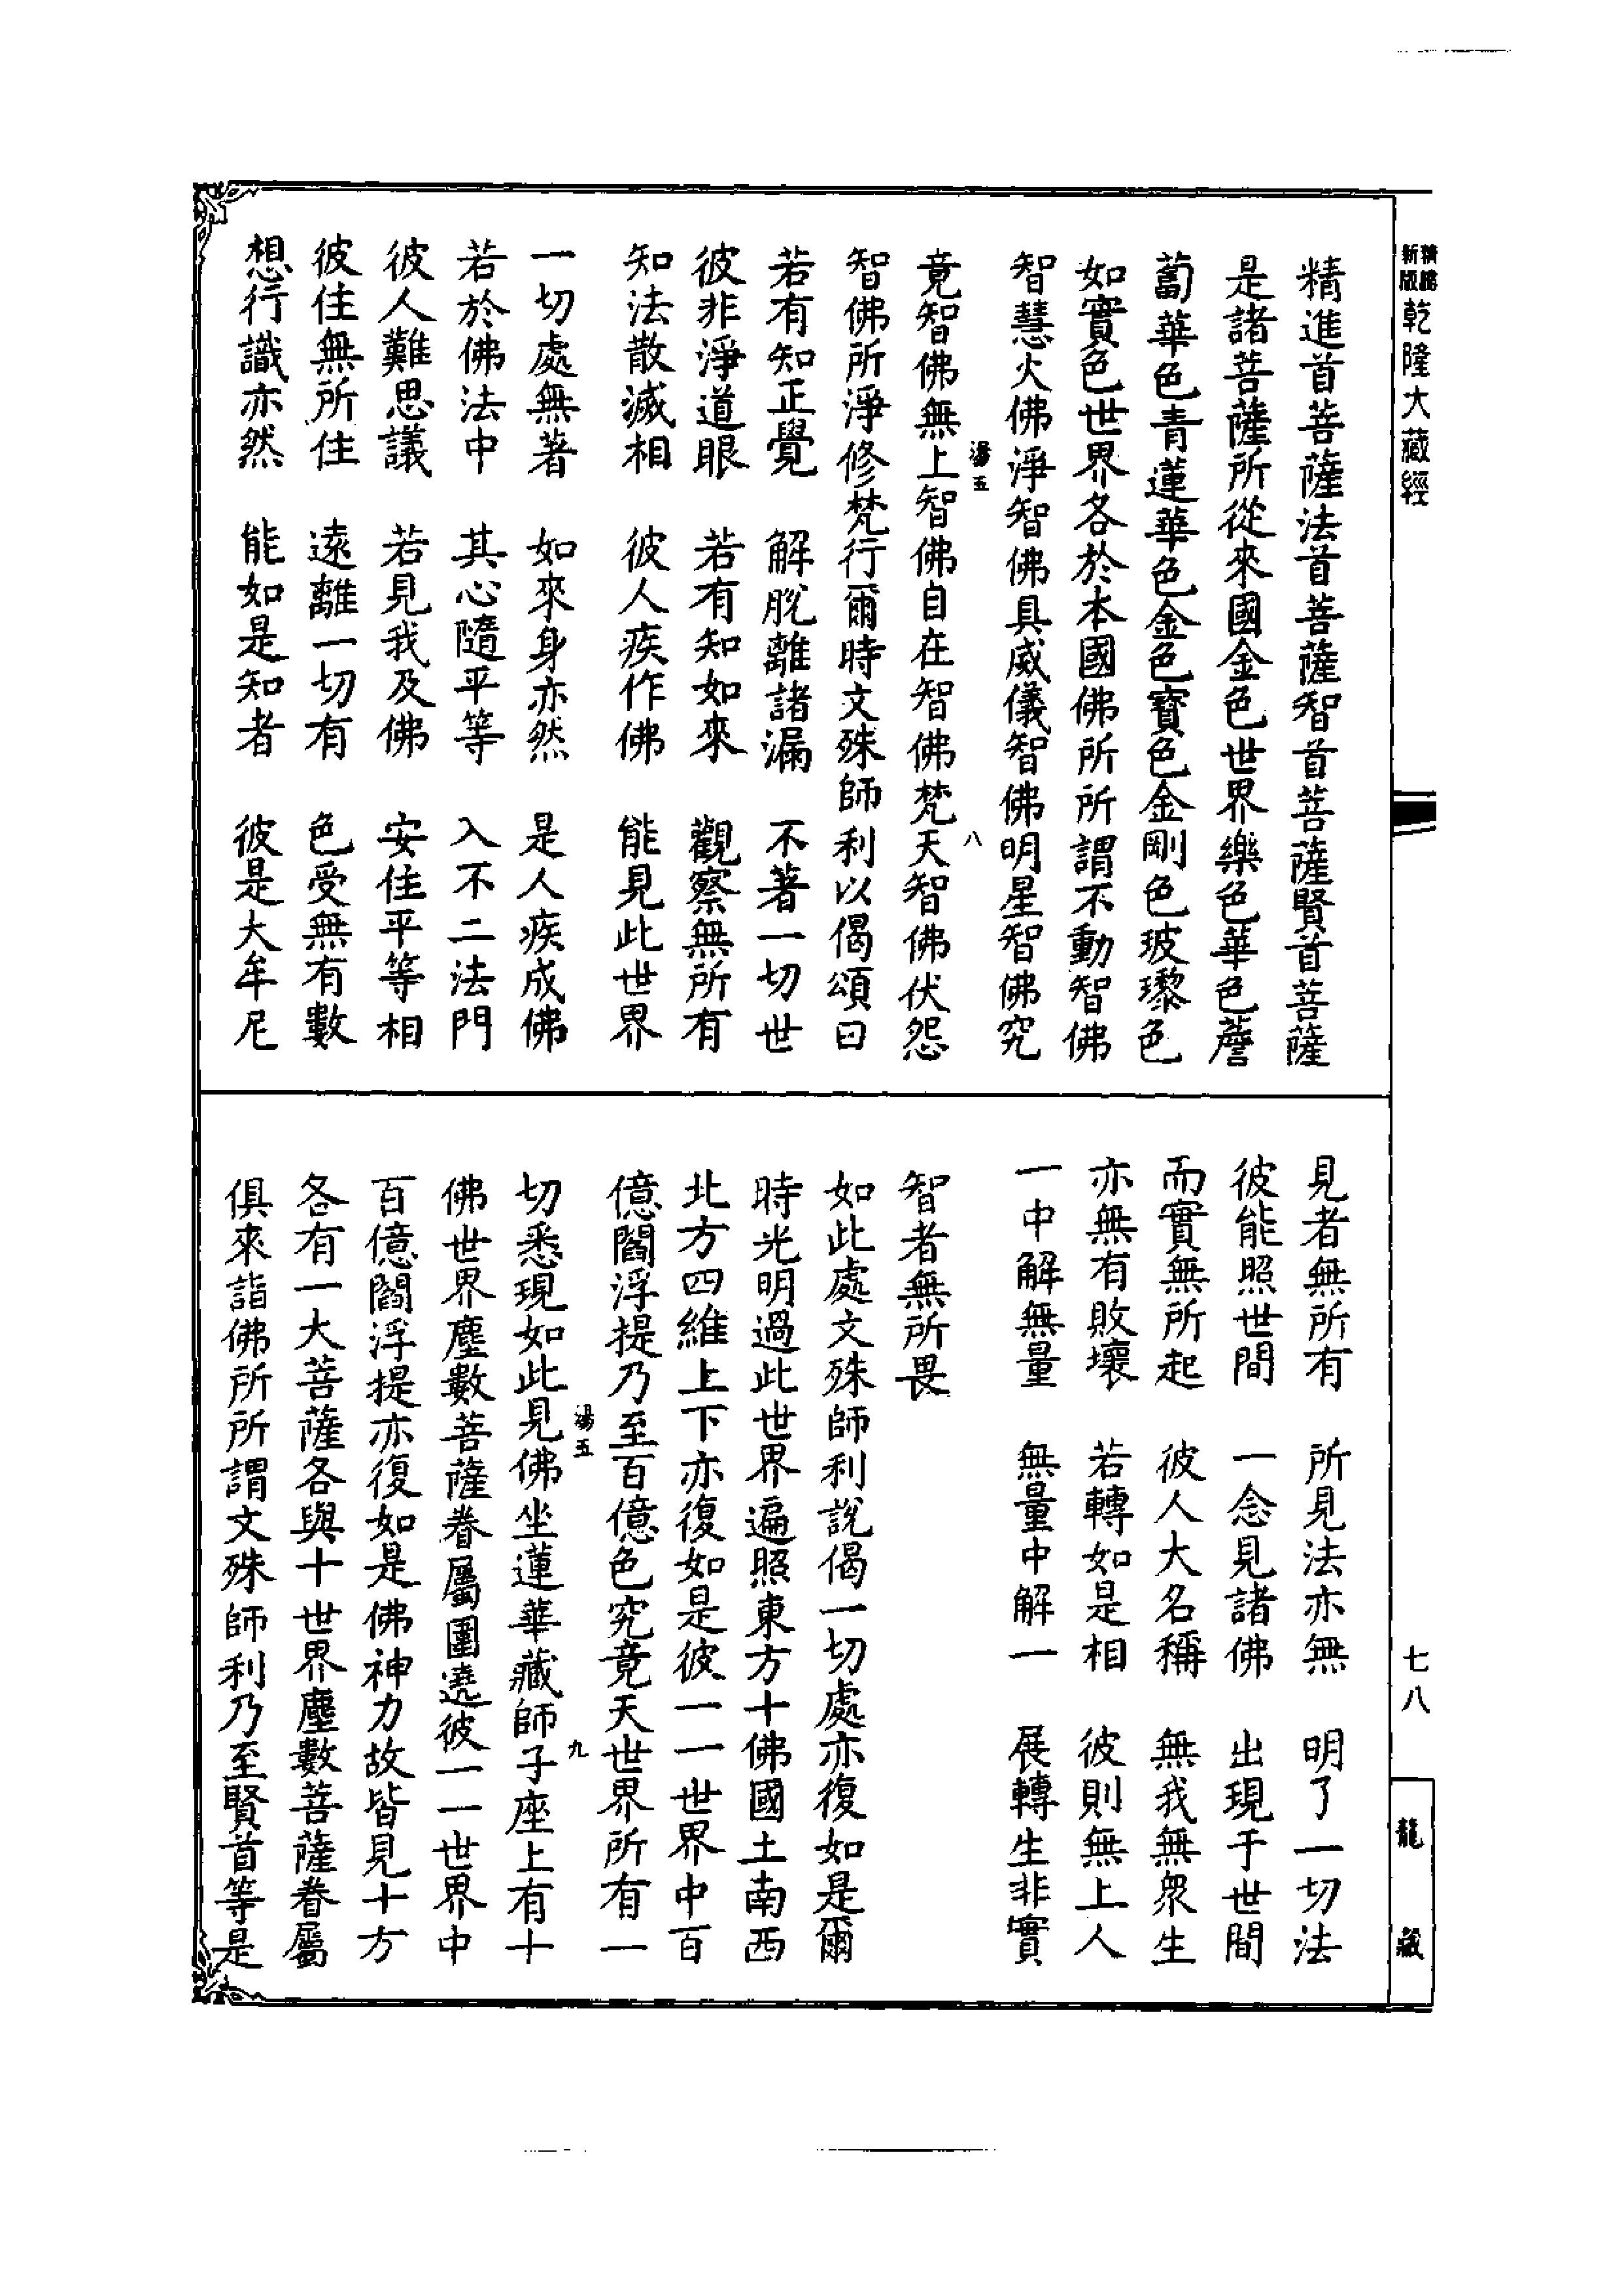 乾隆大藏經
新版
精進首菩薩法首菩薩智首菩薩賢首菩薩
是諸菩薩所從來國金色世界樂色華色薝
蔔華色青蓮華色金色寶色金剛色玻瓈色
如實色世界各於本國佛所所謂不動智佛
智慧火佛淨智佛具威儀智佛明星智佛究
竟智佛無上智佛自在智佛梵天智佛伏怨
湯五
八
智佛所淨修梵行爾時文殊師利以偈頌曰
若有知正覺　解脫離諸漏　不著一切世
彼非淨道眼　若有知如來　觀察無所有
知法散滅相　彼人疾作佛　能見此世界
一切處無著　如來身亦然　是人疾成佛
若於佛法中　其心隨平等　入不二法門
彼人難思議　若見我及佛　安住平等相
彼住無所住　遠離一切有　色受無有數
想行識亦然　能如是知者　彼是大牟尼
見者無所有　所見法亦無　明了一切法
彼能照世間　一念見諸佛　出現于世間
而實無所起　彼人大名稱　無我無眾生
亦無有敗壞　若轉如是相　彼則無上人
一中解無量　無量中解一　展轉生非實
智者無所畏
如此處文殊師利說偈一切處亦復如是爾
時光明過此世界遍照東方十佛國土南西
北方四維上下亦復如是彼一一世界中百
億閻浮提乃至百億色究竟天世界所有一
切悉現如此見佛坐蓮華藏師子座上有十
湯五
九
佛世界塵數菩薩眷屬圍遶彼一一世界中
百億閻浮提亦復如是佛神力故皆見十方
各有一大菩薩各與十世界塵數菩薩眷屬
俱來詣佛所所謂文殊師利乃至賢首等是
七八
龍藏